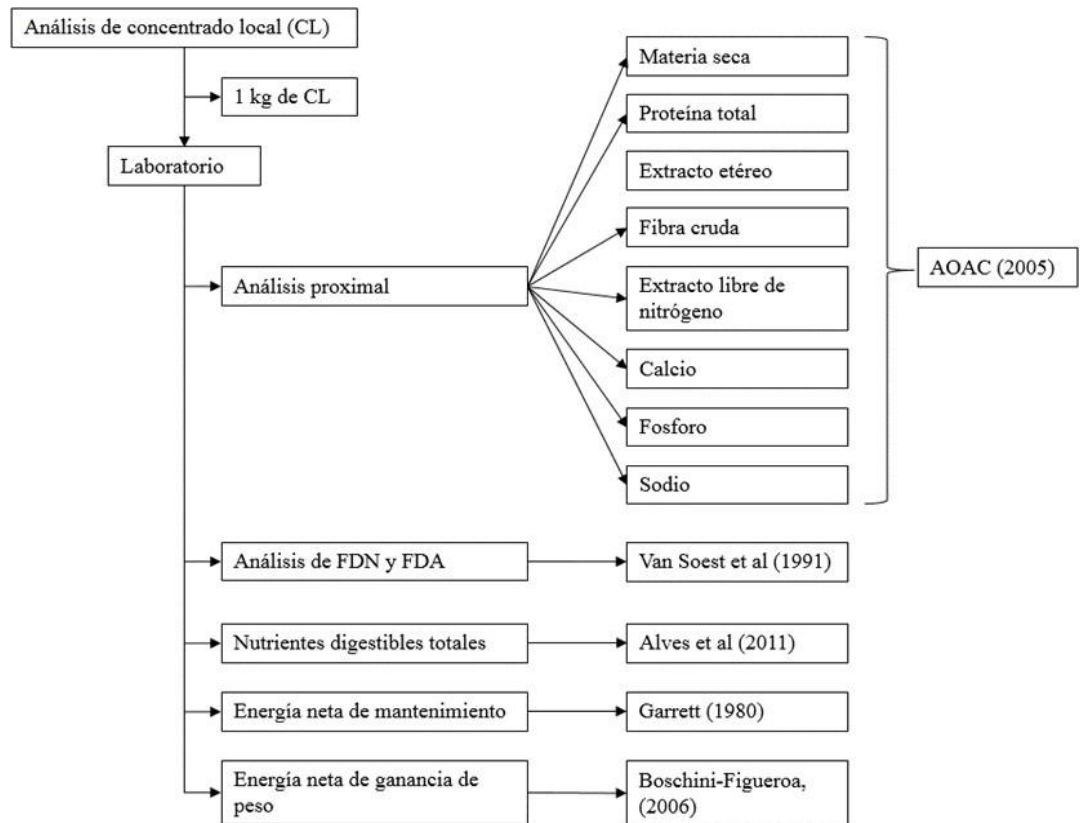 Análisis de concentrado local (CL)
1 kg de CL
Laboratorio
Análisis proximal
Materia seca
Proteína total
Extracto etéreo
Fibra cruda
Extracto libre de
nitrógeno
Calcio
Fosforo
Sodio
AOAC (2005)
Análisis de FDN y FDA
Van Soest et al (1991)
Nutrientes digestibles totales
Alves et al (2011)
Energía neta de mantenimiento
Garrett (1980)
Energía neta de ganancia de
peso
Boschini-Figueroa,
(2006)